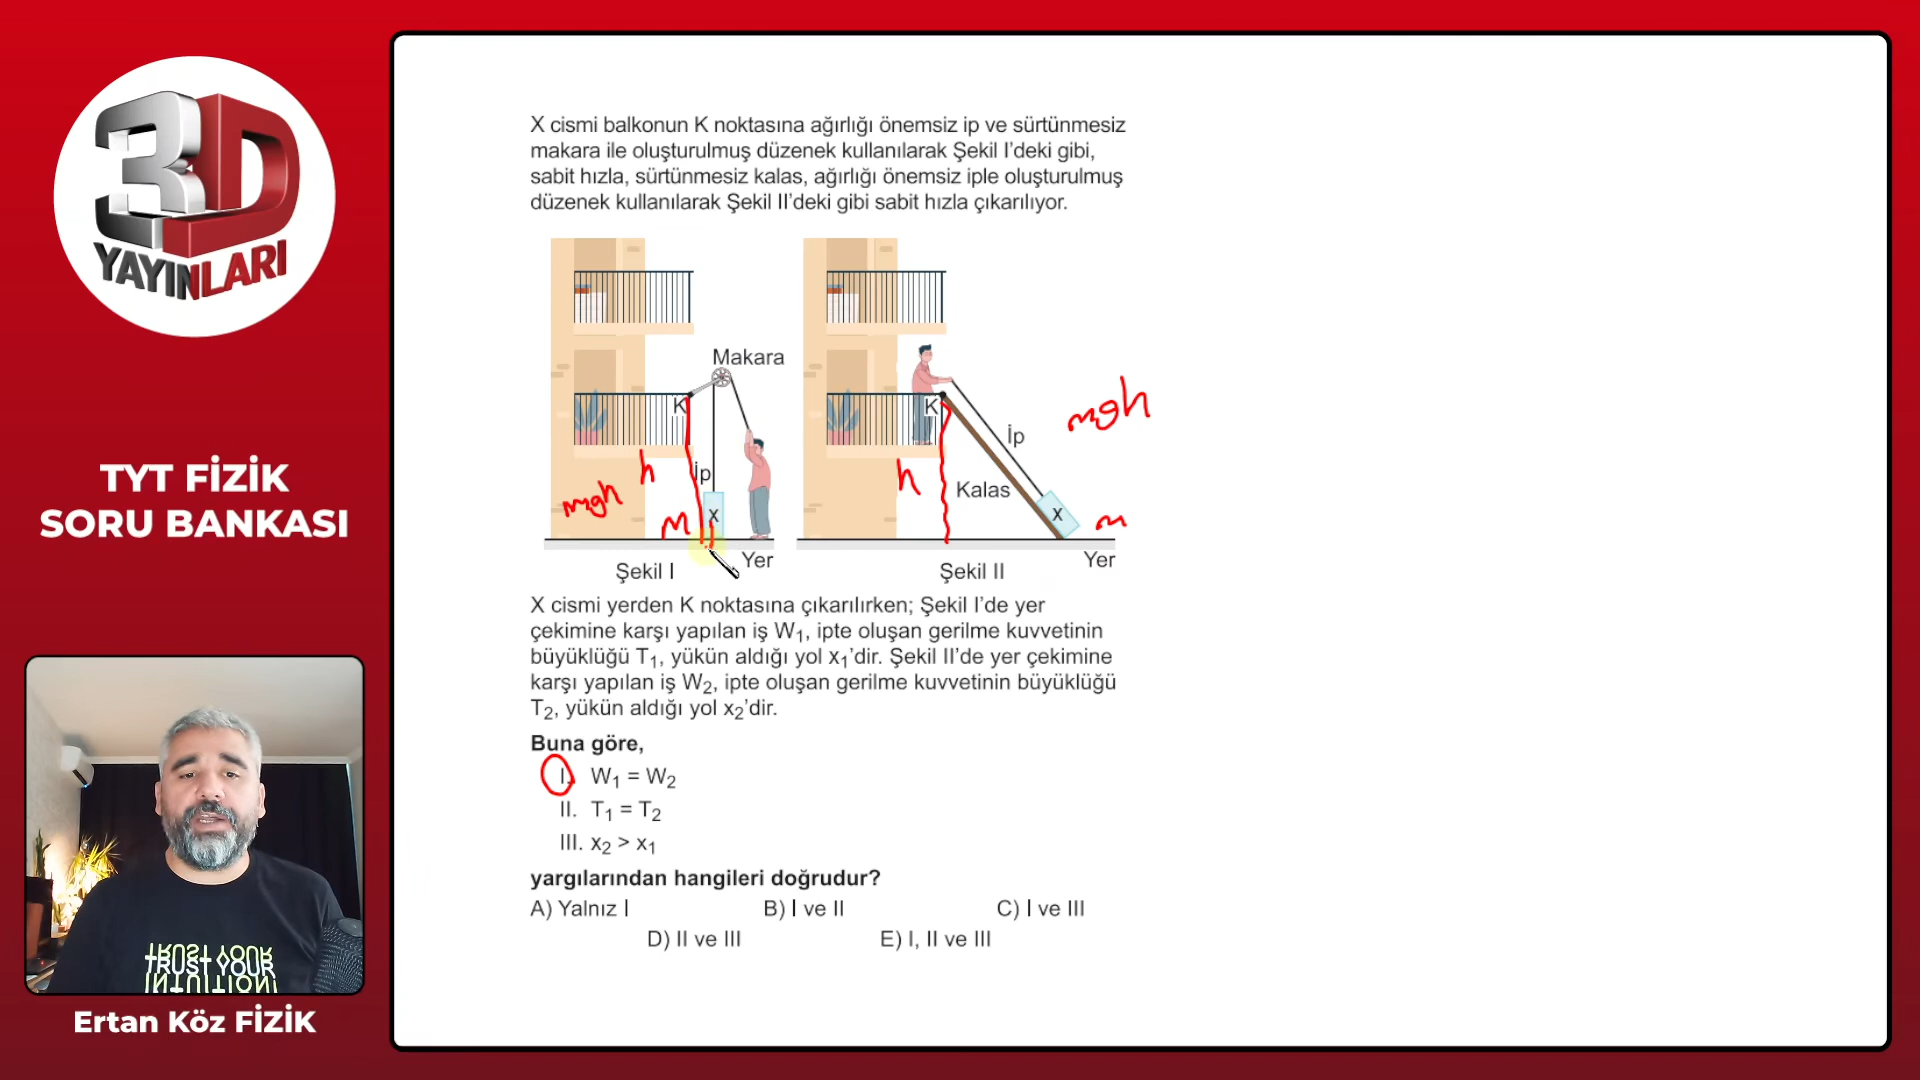 3D
YAYINLARI
TYT FİZİK
SORU BANKASI
TRUST YOUR
Ertan Köz FİZİK
X cismi balkonun K noktasına ağırlığı önemsiz ip ve sürtünmesiz
makara ile oluşturulmuş düzenek kullanılarak Şekil I'deki gibi,
sabit hızla, sürtünmesiz kalas, ağırlığı önemsiz iple oluşturulmuş
düzenek kullanılarak Şekil II'deki gibi sabit hızla çıkarılıyor.
Makara
K
İp
h
mgh
m
X
Yer
Şekil I
K
İp
mgh
h
Kalas
X
m
Yer
Şekil II
X cismi yerden K noktasına çıkarılırken; Şekil I'de yer
çekimine karşı yapılan iş W1, ipte oluşan gerilme kuvvetinin
büyüklüğü T1, yükün aldığı yol x1'dir. Şekil II'de yer çekimine
karşı yapılan iş W2, ipte oluşan gerilme kuvvetinin büyüklüğü
T2, yükün aldığı yol x2'dir.
Buna göre,
I. W1 = W2
II. T1 = T2
III. x2 > x1
yargılarından hangileri doğrudur?
A) Yalnız I B) I ve II C) I ve III
D) II ve III E) I, II ve III